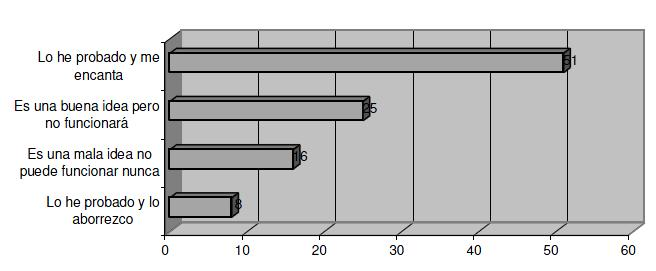 Lo he probado y me
encanta
51
Es una buena idea pero
no funcionará
25
Es una mala idea no
puede funcionar nunca
16
Lo he probado y lo
aborrezco
8
0 10 20 30 40 50 60